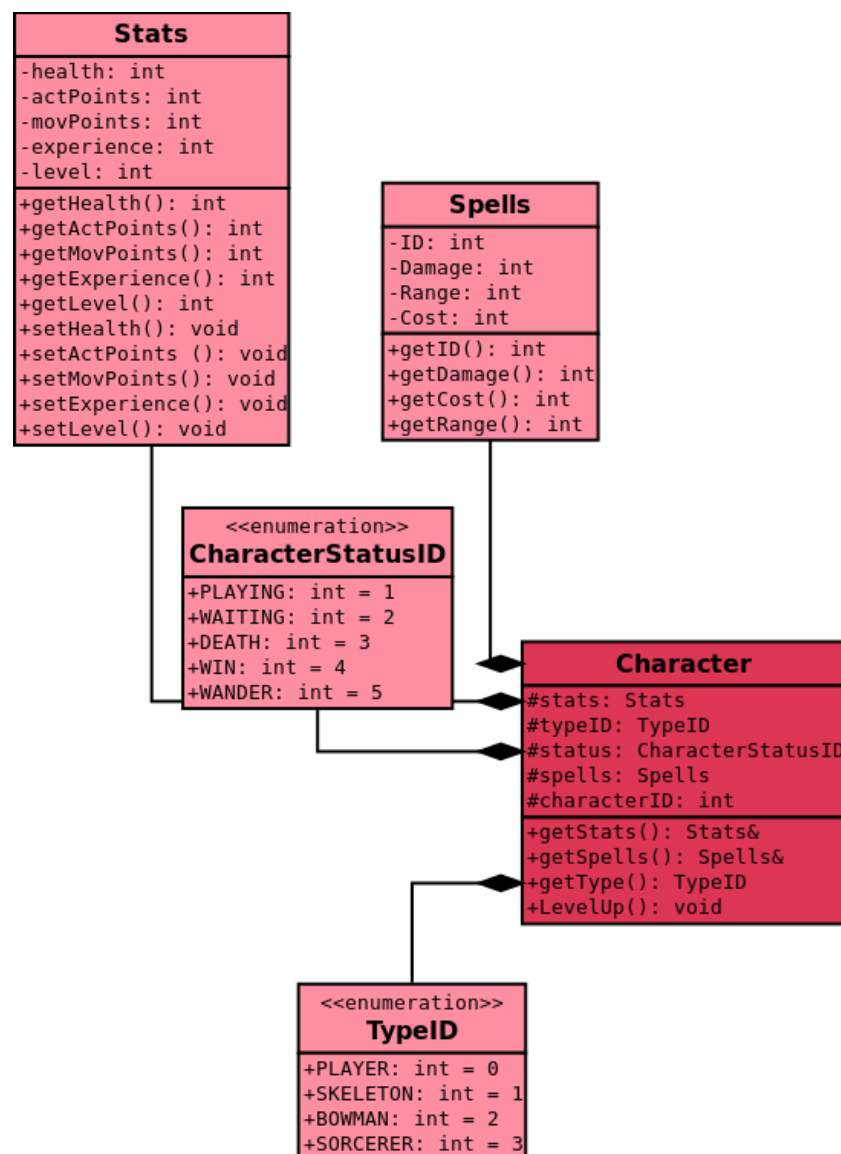 Stats
-health: int
-actPoints: int
-movPoints: int
-experience: int
-level: int
+getHealth(): int
+getActPoints(): int
+getMovPoints(): int
+getExperience(): int
+getLevel(): int
+setHealth(): void
+setActPoints (): void
+setMovPoints(): void
+setExperience(): void
+setLevel(): void
Spells
-ID: int
-Damage: int
-Range: int
-Cost: int
+getID(): int
+getDamage(): int
+getCost(): int
+getRange(): int
<<enumeration>>
CharacterStatusID
+PLAYING: int = 1
+WAITING: int = 2
+DEATH: int = 3
+WIN: int = 4
+WANDER: int = 5
Character
#stats: Stats
#typeID: TypeID
#status: CharacterStatusID
#spells: Spells
#characterID: int
+getStats(): Stats&
+getSpells(): Spells&
+getType(): TypeID
+LevelUp(): void
<<enumeration>>
TypeID
+PLAYER: int = 0
+SKELETON: int = 1
+BOWMAN: int = 2
+SORCERER: int = 3